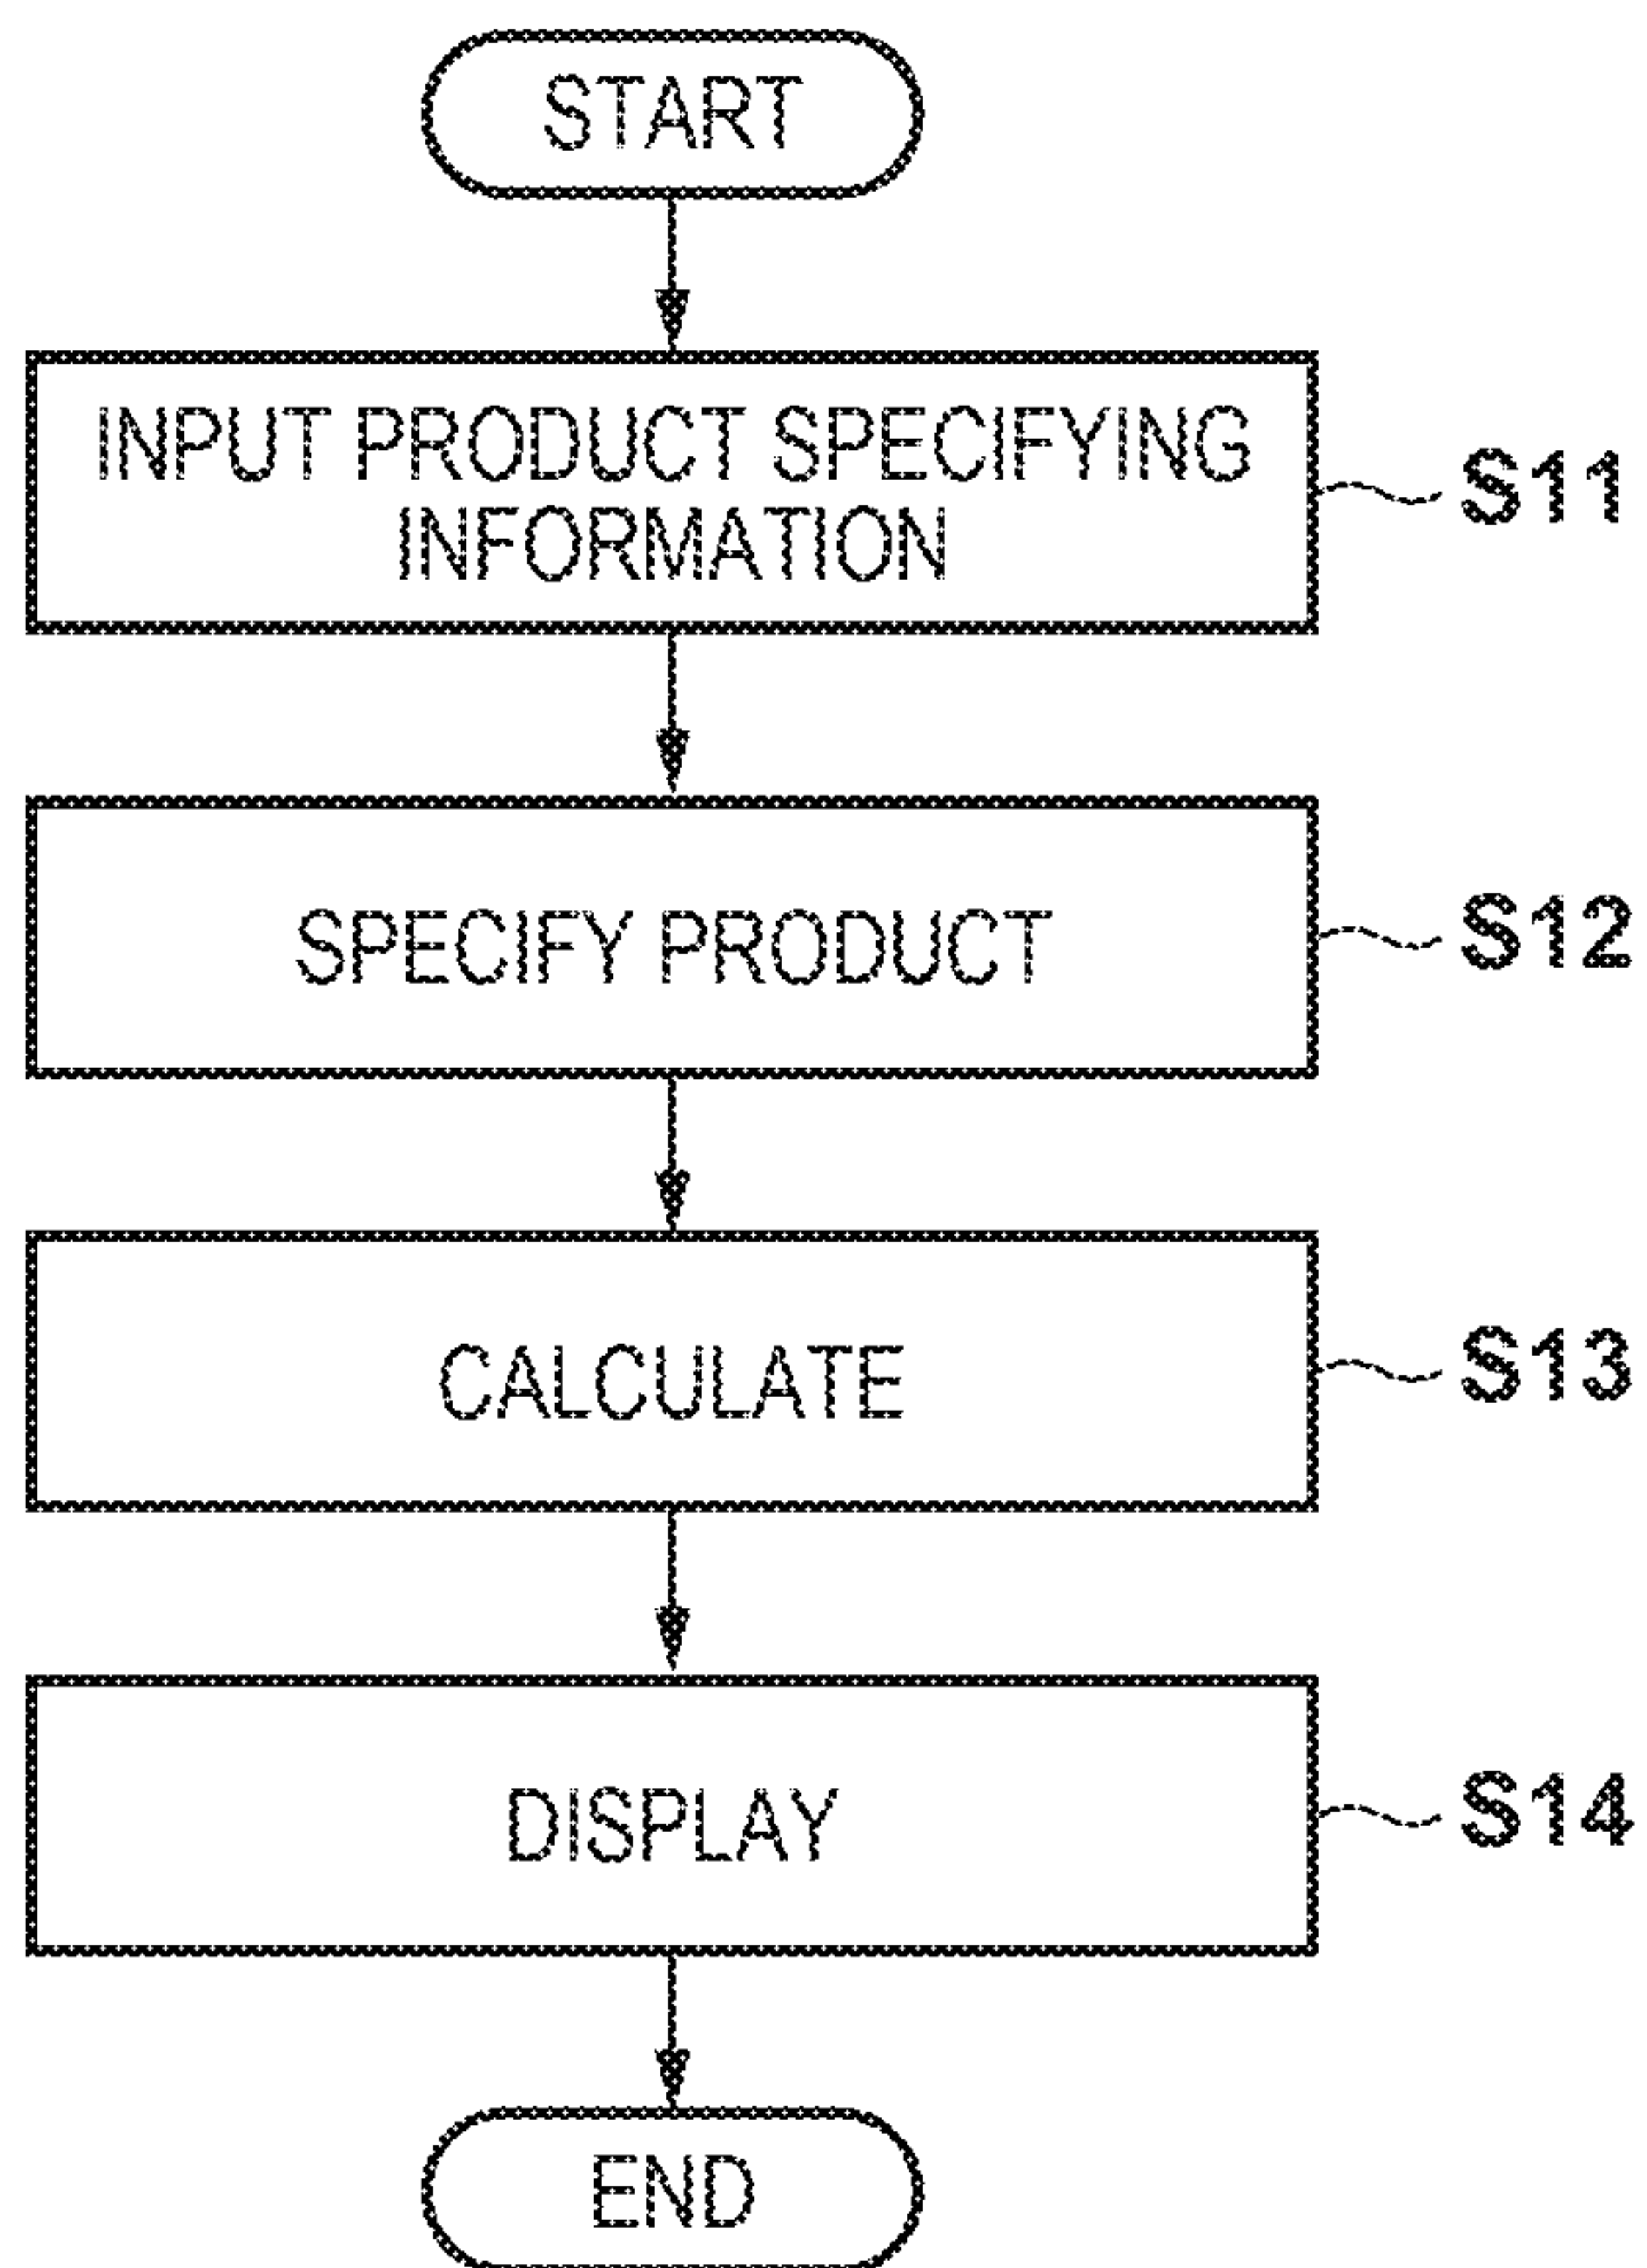 START
INPUT PRODUCT SPECIFYING
INFORMATION
S11
SPECIFY PRODUCT
S12
CALCULATE
S13
DISPLAY
S14
END